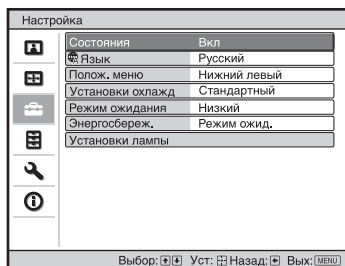 Настройка
Состояния Вкл
Язык Русский
Полож. меню Нижний левый
Установки охлажд Стандартный
Режим ожидания Низкий
Энергосбереж. Режим ожид.
Установки лампы
Выбор: Уст: Назад: Вых: MENU